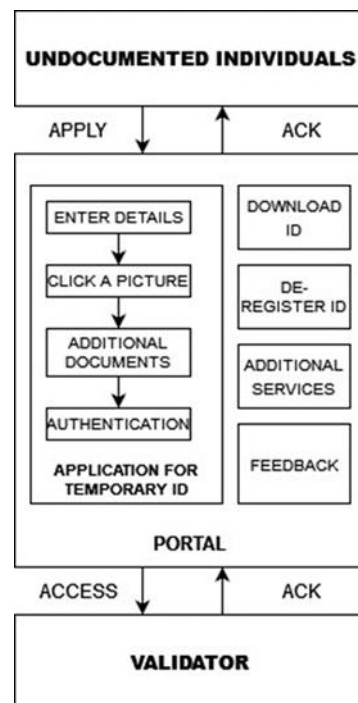 UNDOCUMENTED INDIVIDUALS
APPLY
ACK
ENTER DETAILS
CLICK A PICTURE
ADDITIONAL
DOCUMENTS
AUTHENTICATION
APPLICATION FOR
TEMPORARY ID
DOWNLOAD
ID
DE-
REGISTER ID
ADDITIONAL
SERVICES
FEEDBACK
PORTAL
ACCESS
ACK
VALIDATOR